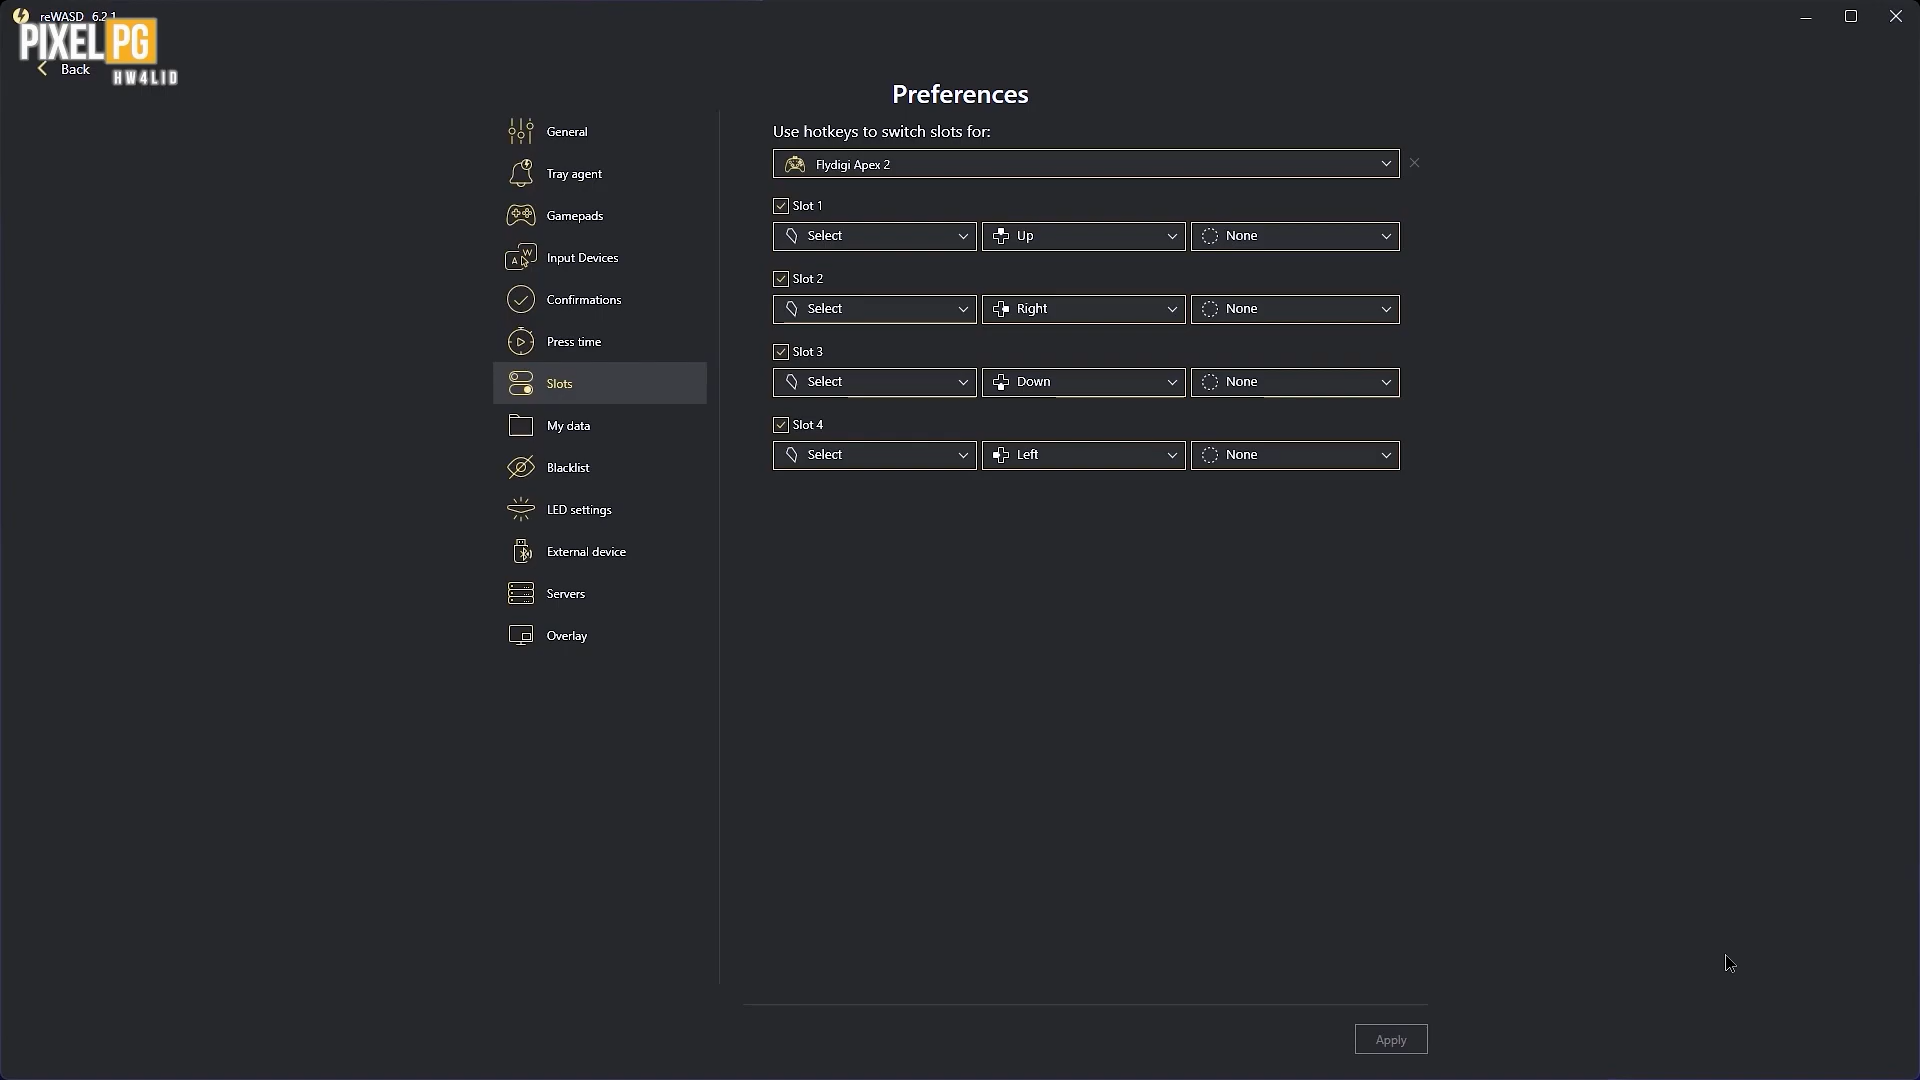 reWASD 6.2.1
PIXEL PG
HW4LID
Back
Preferences
General
Tray agent
Gamepads
Input Devices
Confirmations
Press time
Slots
My data
Blacklist
LED settings
External device
Servers
Overlay
Use hotkeys to switch slots for:
Flydigi Apex 2
Slot 1
Select Up None
Slot 2
Select Right None
Slot 3
Select Down None
Slot 4
Select Left None
Apply